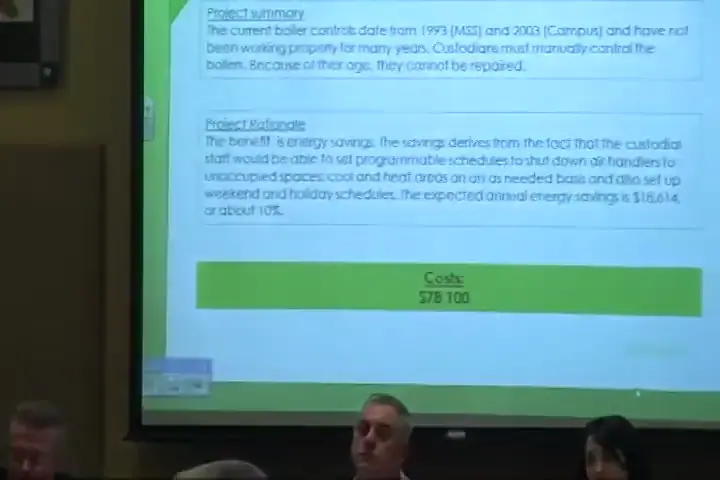 Project summary
The current boiler controls date from 1993 (MSS) and 2003 (Campus) and have not
been working properly for many years. Custodians must manually control the
boilers. Because of their age, they cannot be repaired.
Project Rationale
The benefit is energy savings. The savings derives from the fact that the custodial
staff would be able to set programmable schedules to shut down air handlers to
unoccupied spaces, cool and heat areas on an as needed basis and also set up
weekend and holiday schedules. The expected annual energy savings is $18,614,
or about 10%.
Costs:
$78,100